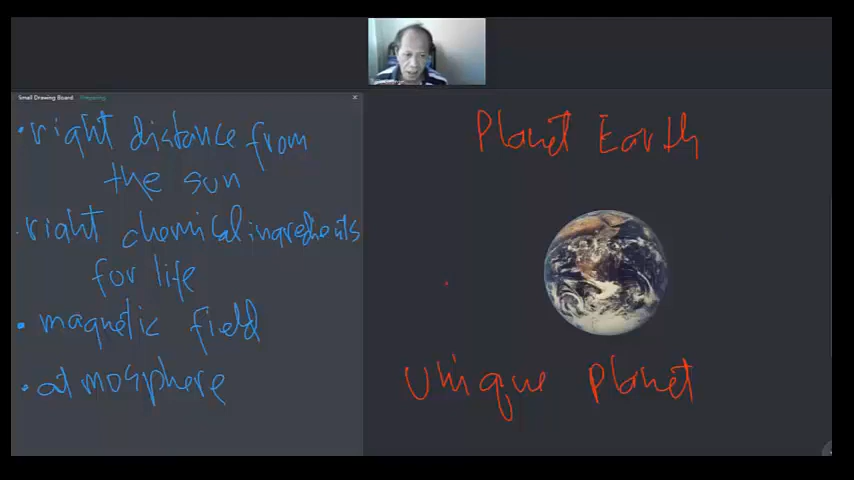 Small Drawing Board
• right distance from
the sun
• right chemical ingredients
for life
• magnetic field
• atmosphere
Planet Earth
Unique Planet